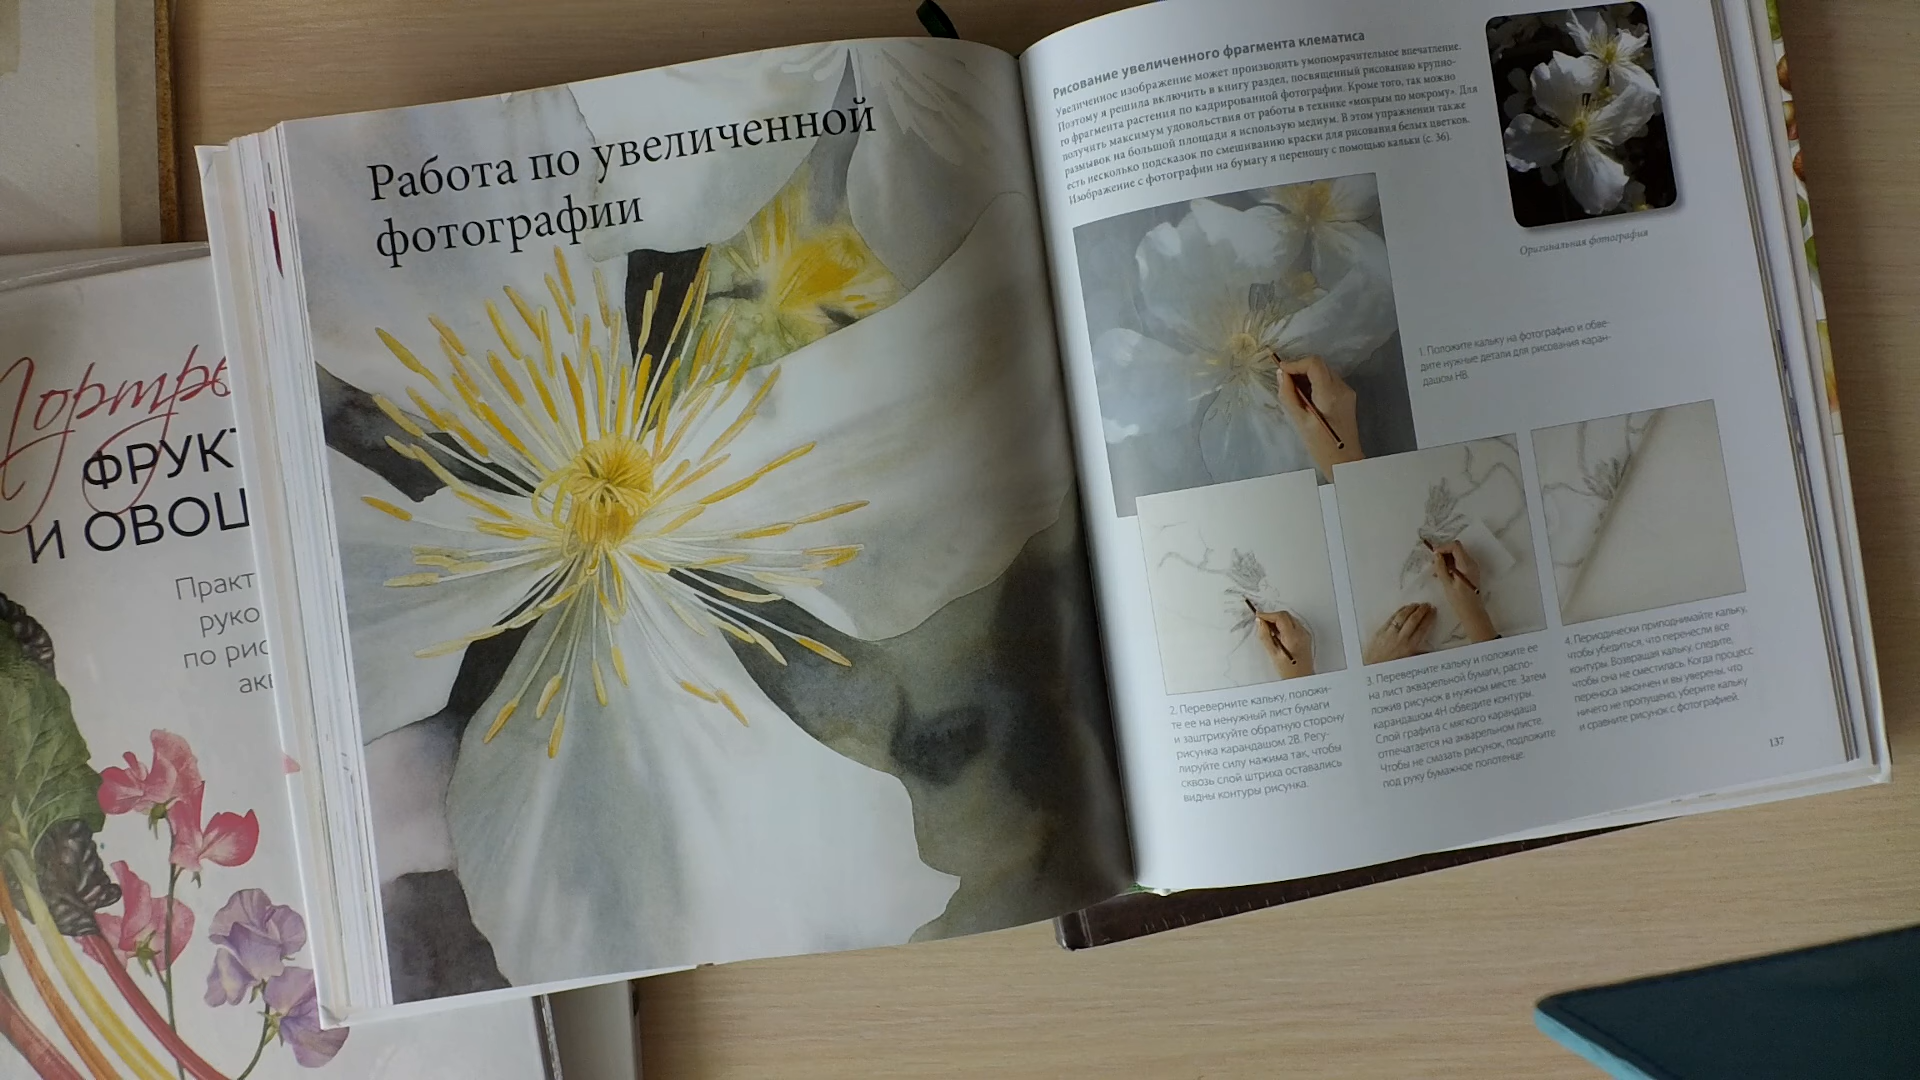 Работа по увеличенной
фотографии
Рисование увеличенного фрагмента клематиса
Увеличенное изображение может производить умопомрачительное впечатление.
Поэтому я решила включить в книгу раздел, посвященный рисованию крупно-
го фрагмента растения по кадрированной фотографии. Кроме того, так можно
получить максимум удовольствия от работы в технике «мокрым по мокрому». Для
размывок на большой площади я использую медиум. В этом упражнении также
есть несколько подсказок по смешиванию краски для рисования белых цветков.
Изображение с фотографии на бумагу я переношу с помощью кальки (с. 36).
Оригинальная фотография
1. Положите кальку на фотографию и обве-
дите нужные детали для рисования каран-
дашом HB.
2. Переверните кальку, положи-
те ее на ненужный лист бумаги
и заштрихуйте обратную сторону
рисунка карандашом 2B. Регу-
лируйте силу нажима так, чтобы
сквозь слой штриха оставались
видны контуры рисунка.
3. Переверните кальку и положите ее
на лист акварельной бумаги, распо-
ложив рисунок в нужном месте. Затем
карандашом 4H обведите контуры.
Слой графита с мягкого карандаша
отпечатается на акварельном листе.
Чтобы не смазать рисунок, подложите
под руку бумажное полотенце.
4. Периодически приподнимайте кальку,
чтобы убедиться, что перенесли все
контуры. Возвращая кальку, следите,
чтобы она не сместилась. Когда процесс
переноса закончен и вы уверены, что
ничего не пропущено, уберите кальку
и сравните рисунок с фотографией.
137
Портре
ФРУК
И ОВОЩ
Практ
руко
по рис
акв